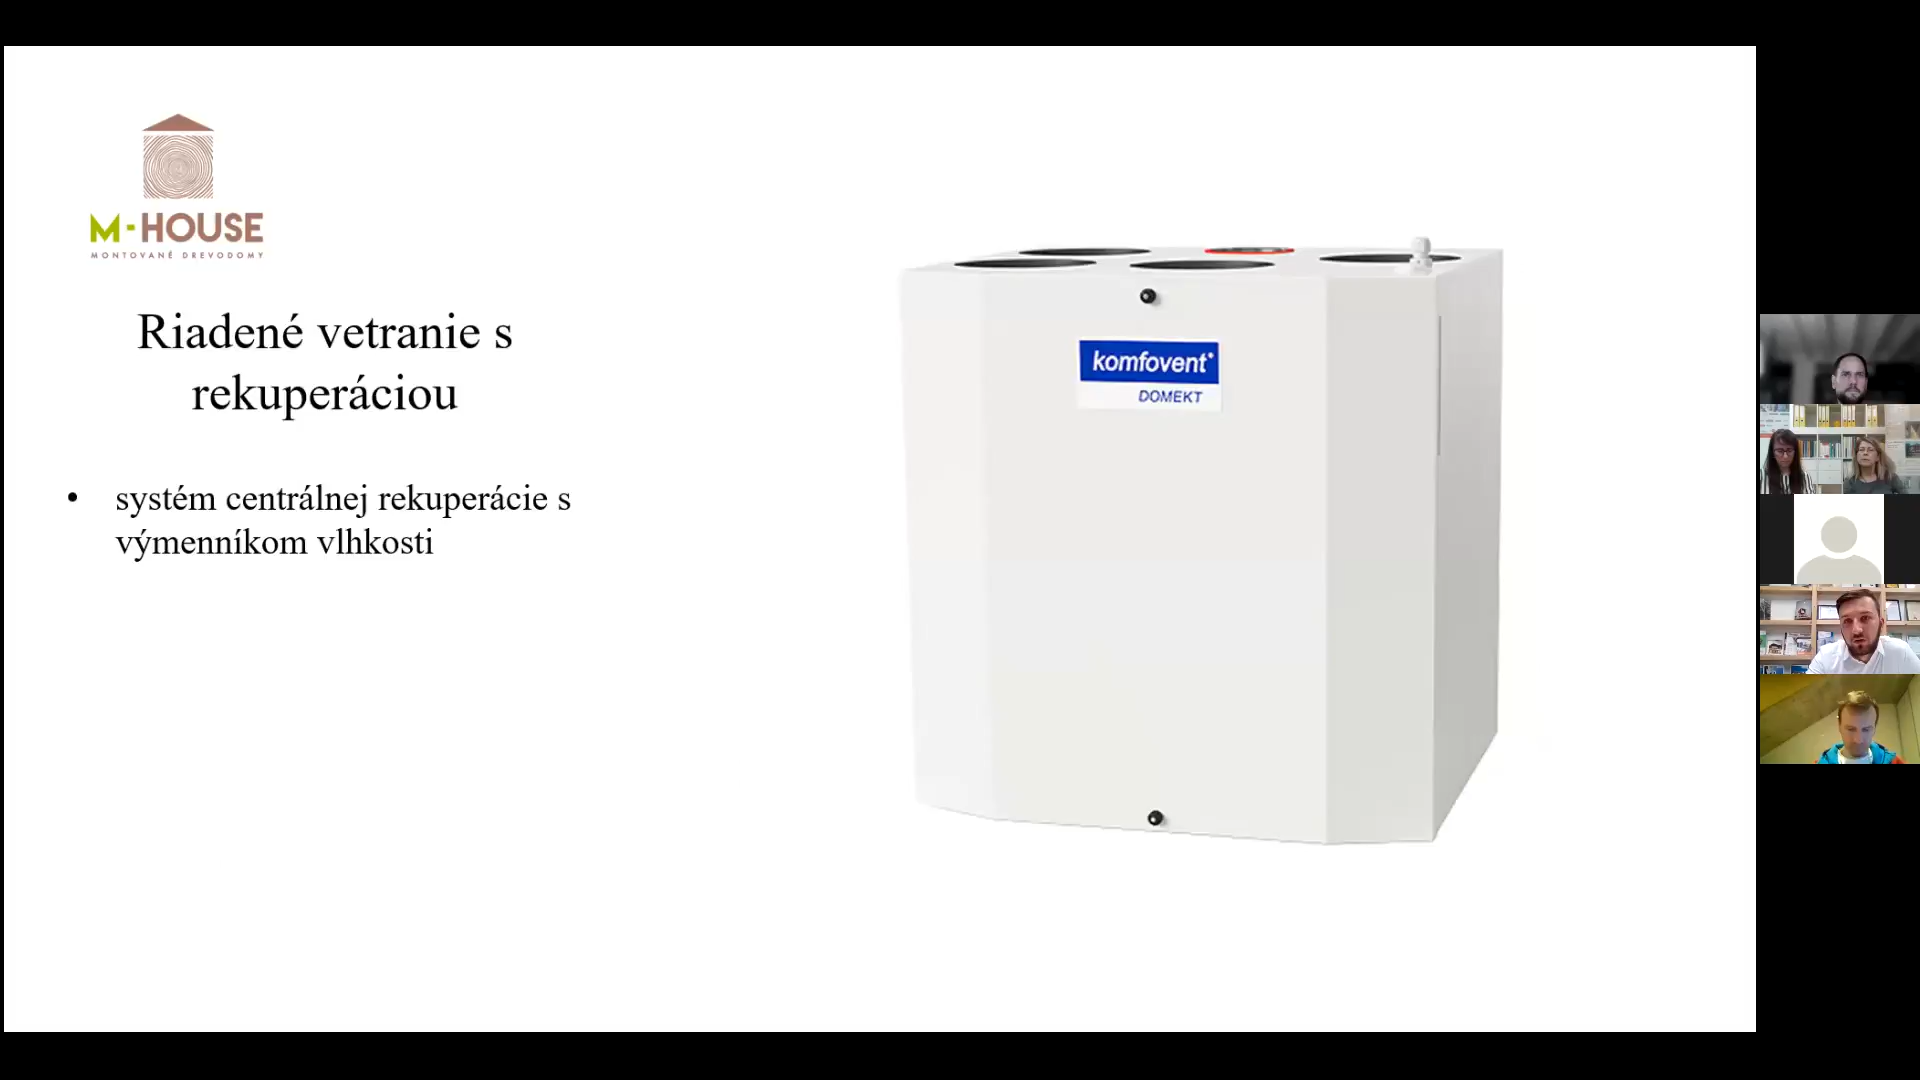 M-HOUSE
MONTOVANÉ DREVODOMY
Riadené vetranie s
rekuperáciou
• systém centrálnej rekuperácie s
výmenníkom vlhkosti
komfovent®
DOMEKT